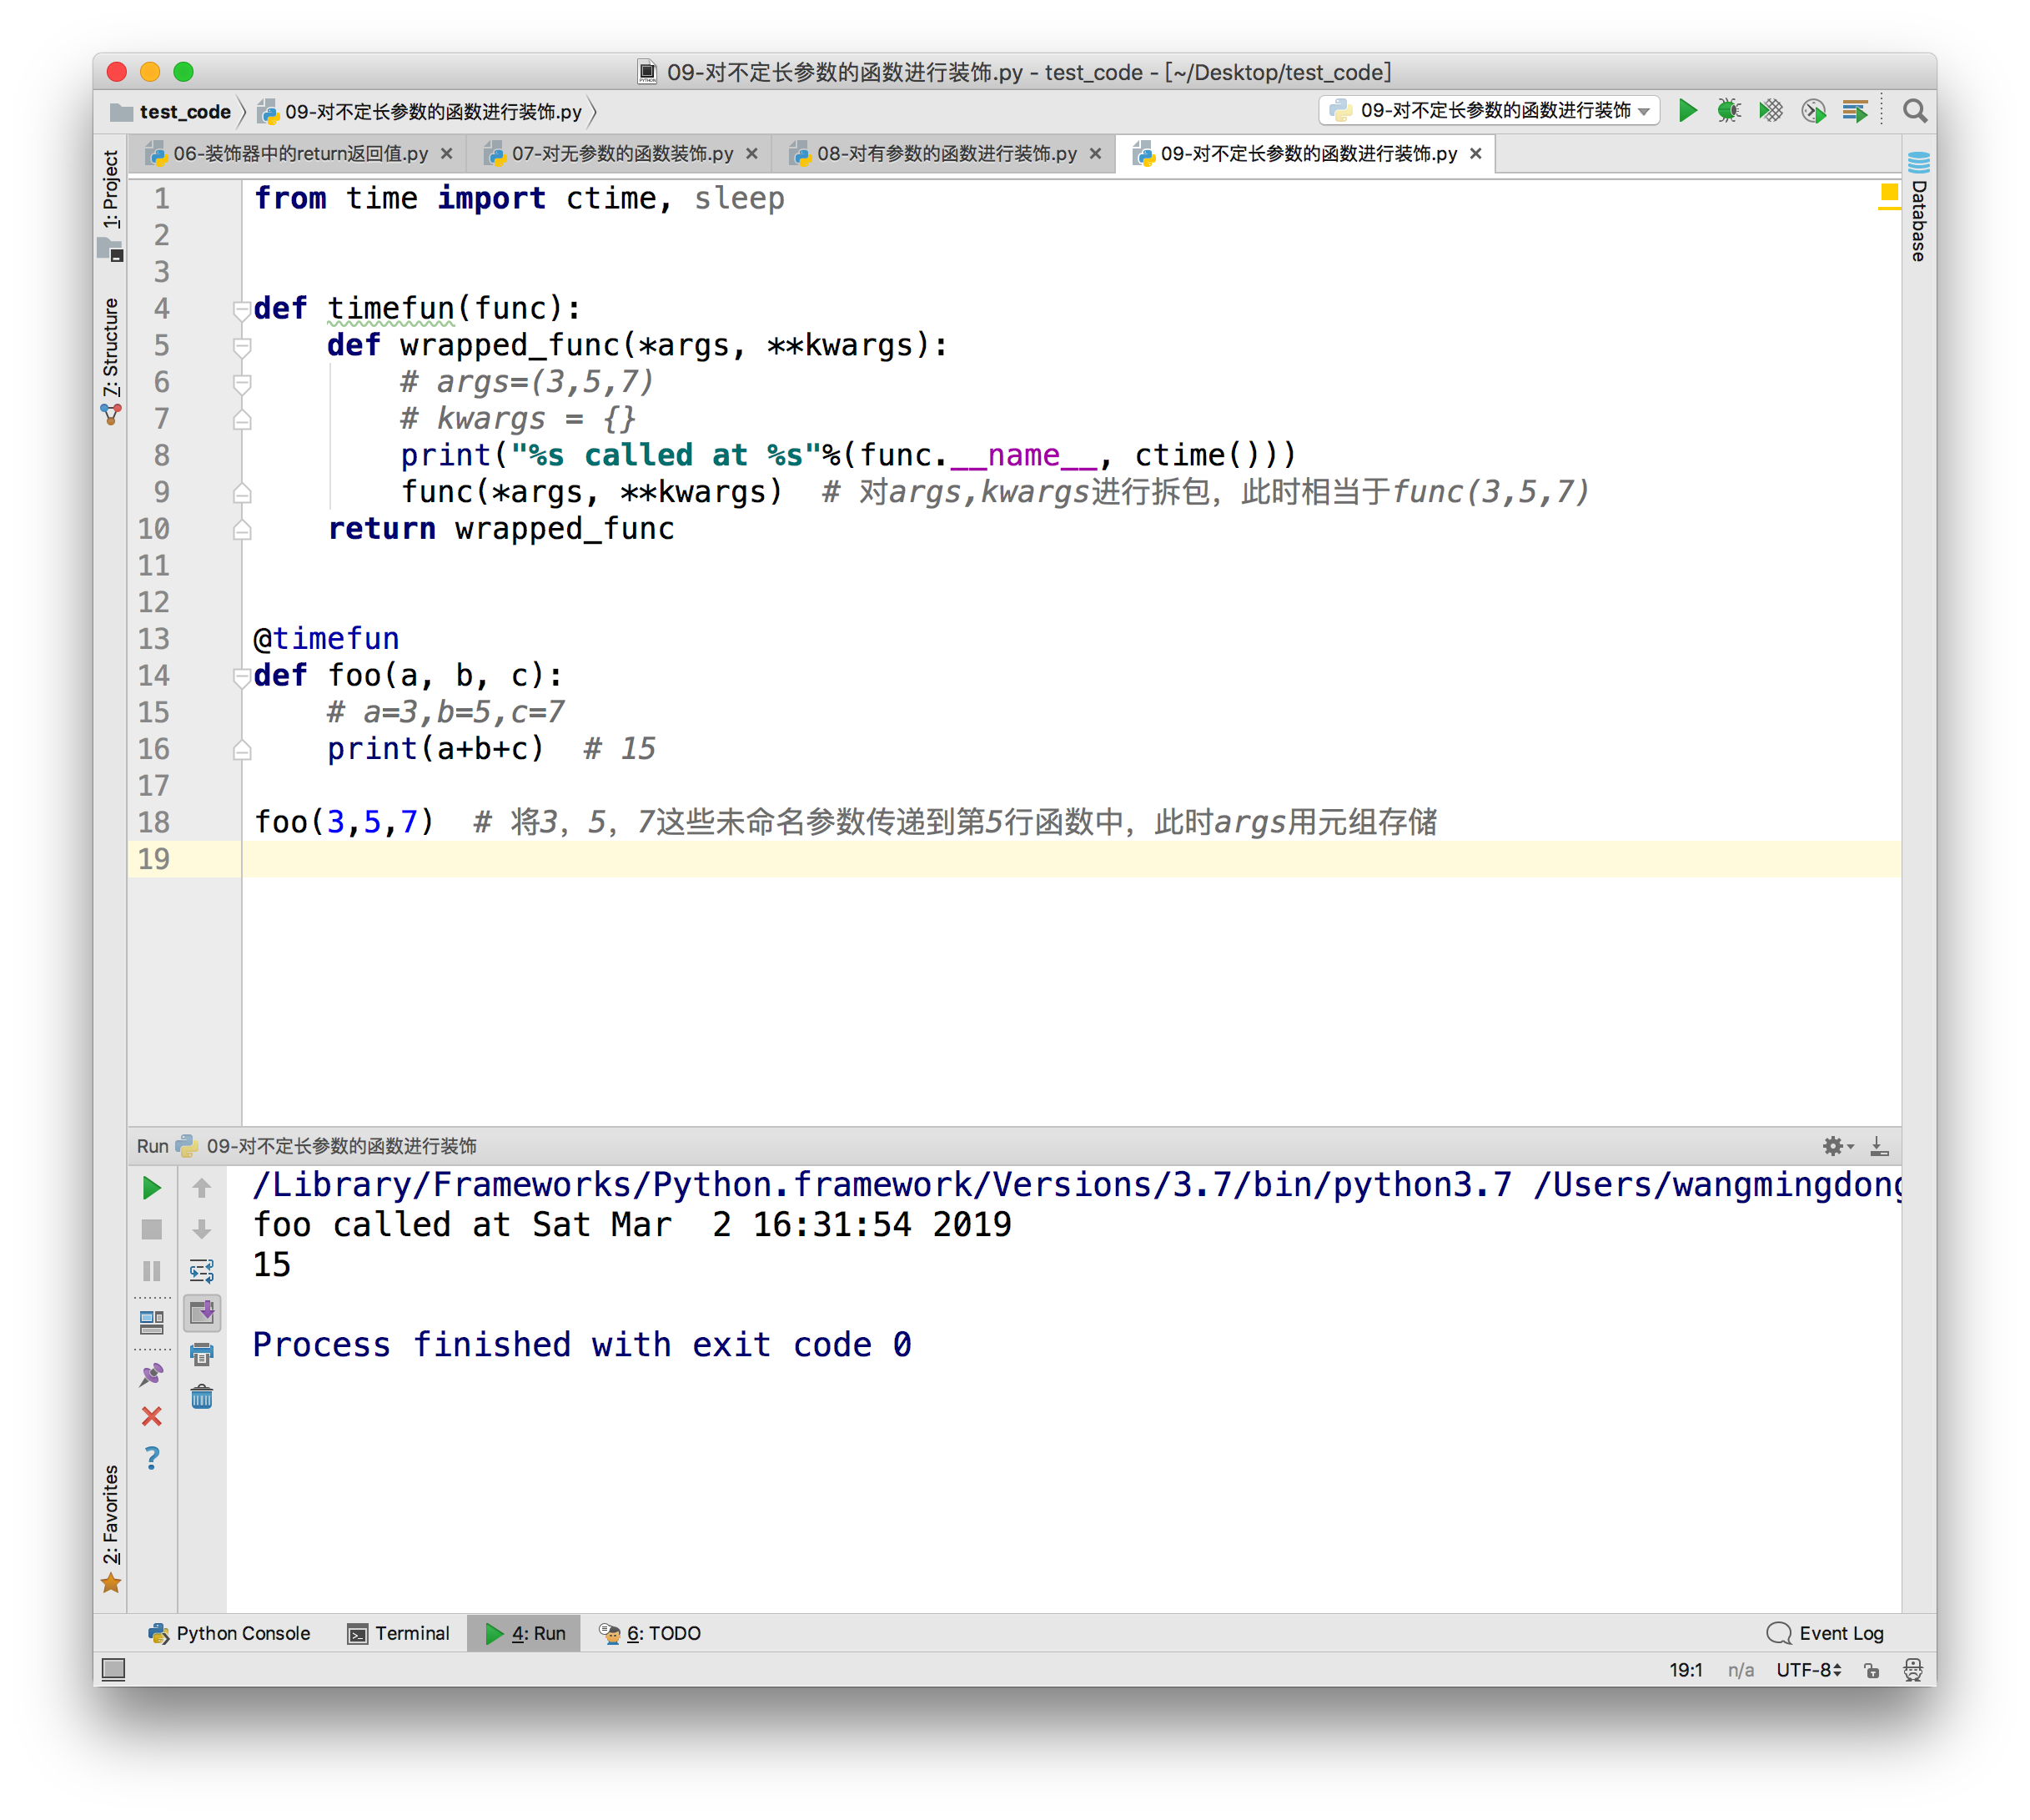 09-对不定长参数的函数进行装饰.py - test_code - [~/Desktop/test_code]
test_code 09-对不定长参数的函数进行装饰.py 09-对不定长参数的函数进行装饰
06-装饰器中的return返回值.py 07-对无参数的函数装饰.py 08-对有参数的函数进行装饰.py 09-对不定长参数的函数进行装饰.py
1: Project
7: Structure
2: Favorites
Database
1 from time import ctime, sleep
2
3
4 def timefun(func):
5     def wrapped_func(*args, **kwargs):
6         # args=(3,5,7)
7         # kwargs = {}
8         print("%s called at %s"%(func.__name__, ctime()))
9         func(*args, **kwargs)  # 对args,kwargs进行拆包，此时相当于func(3,5,7)
10     return wrapped_func
11
12
13 @timefun
14 def foo(a, b, c):
15     # a=3,b=5,c=7
16     print(a+b+c)  # 15
17
18 foo(3,5,7)  # 将3，5，7这些未命名参数传递到第5行函数中，此时args用元组存储
19
Run 09-对不定长参数的函数进行装饰
/Library/Frameworks/Python.framework/Versions/3.7/bin/python3.7 /Users/wangmingdong
foo called at Sat Mar  2 16:31:54 2019
15
Process finished with exit code 0
Python Console Terminal 4: Run 6: TODO Event Log
19:1 n/a UTF-8